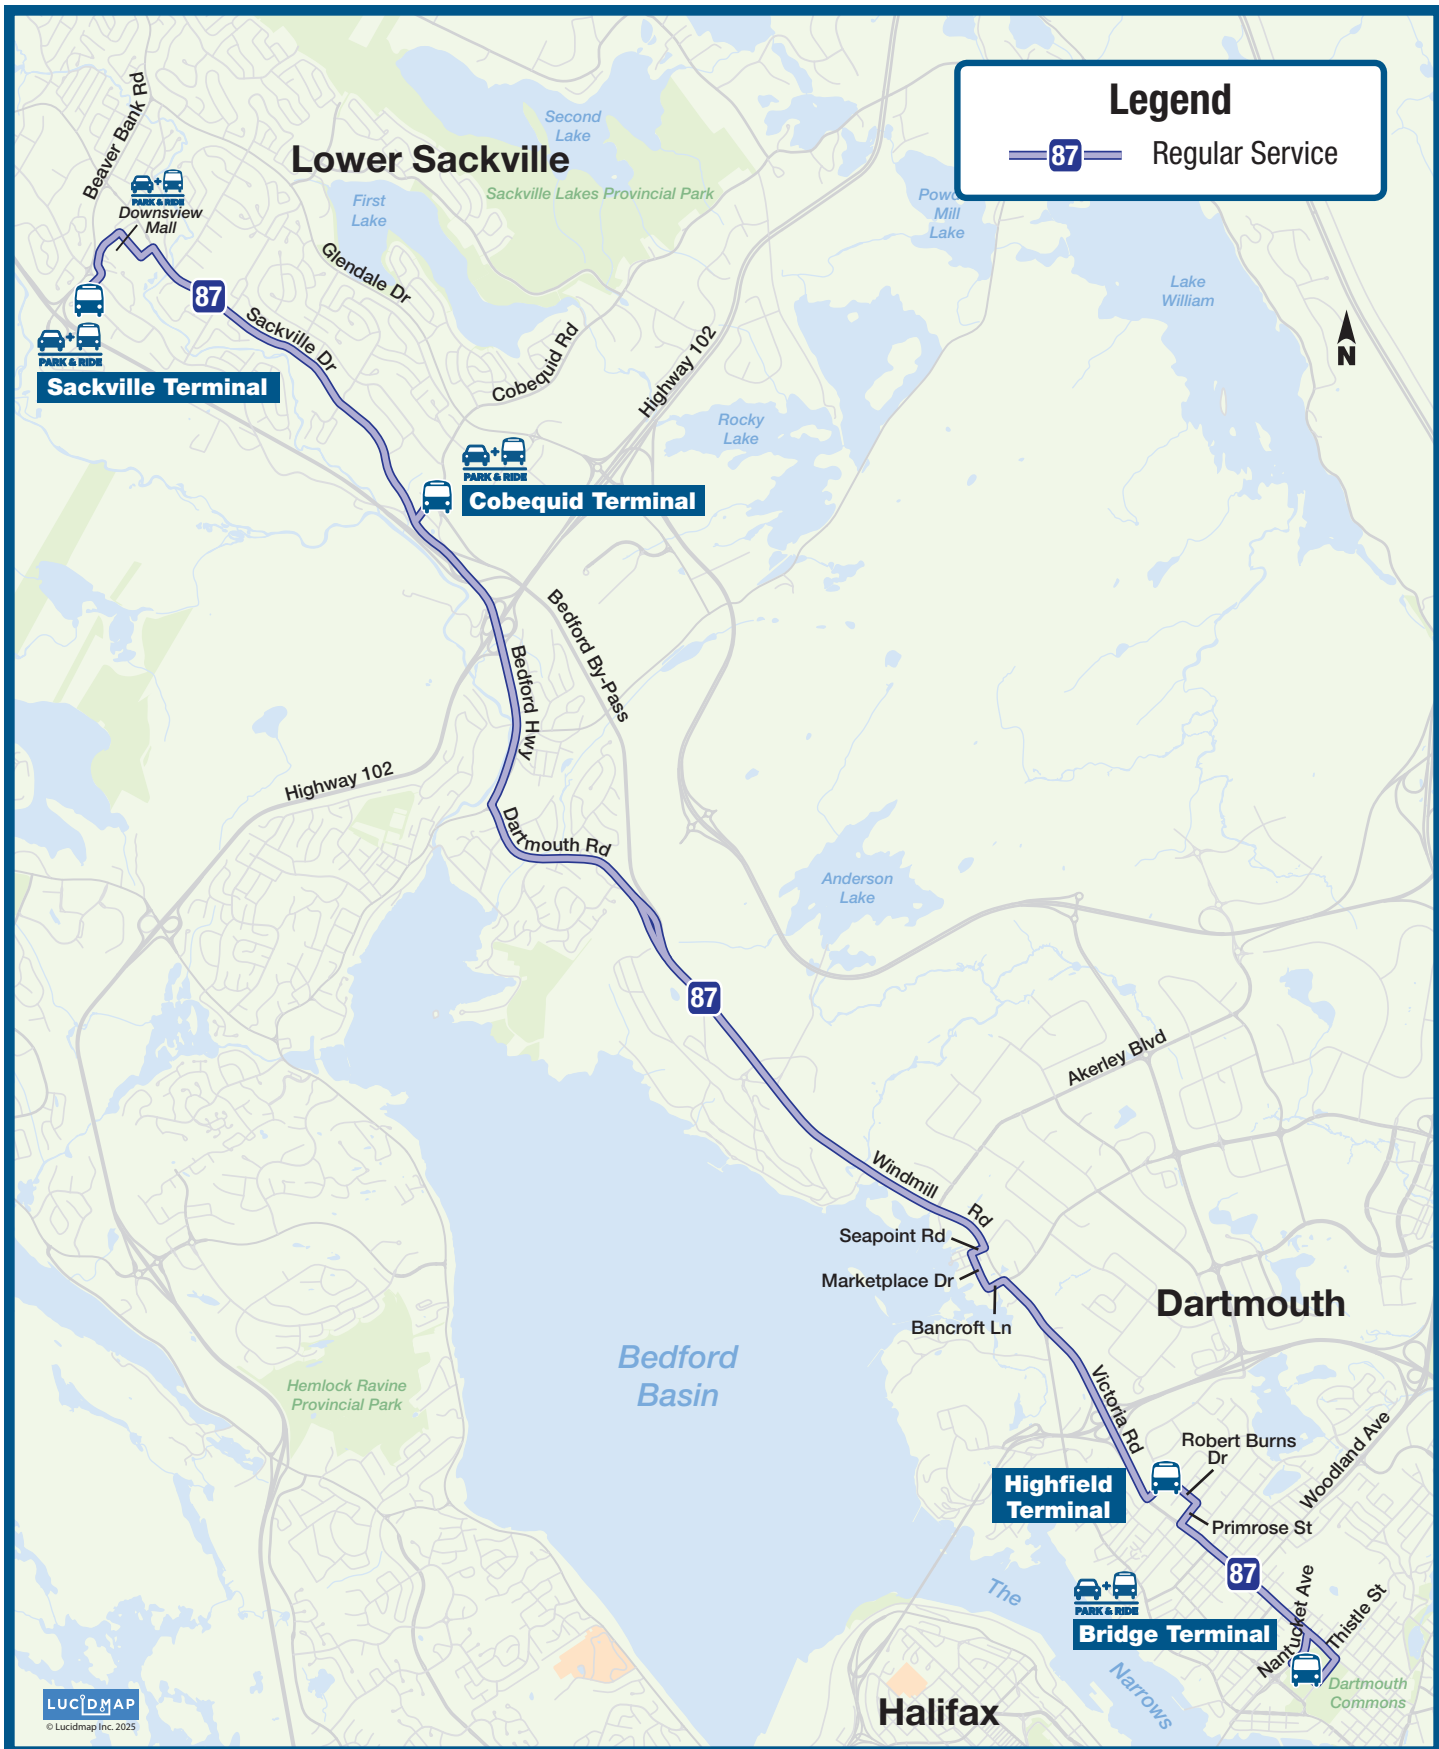 Legend
87
Regular Service
Beaver Bank Rd
Lower Sackville
Second
Lake
Sackville Lakes Provincial Park
First
Lake
PARK & RIDE
Downsview
Mall
Glendale Dr
87
Sackville Dr
PARK & RIDE
Sackville Terminal
Cobequid Rd
Highway 102
Mill
Lake
Lake
William
N
Rocky
Lake
PARK & RIDE
Cobequid Terminal
Bedford By-Pass
Bedford Hwy
Highway 102
Dartmouth Rd
Anderson
Lake
87
Akerley Blvd
Windmill Rd
Seapoint Rd
Marketplace Dr
Bancroft Ln
Dartmouth
Bedford
Basin
Hemlock Ravine
Provincial Park
Victoria Rd
Robert Burns
Dr
Woodland Ave
Highfield
Terminal
Primrose St
87
The
Narrows
PARK & RIDE
Bridge Terminal
Nantucket Ave
Thistle St
Dartmouth
Commons
Halifax
LUCIDMAP
© Lucidmap Inc. 2025